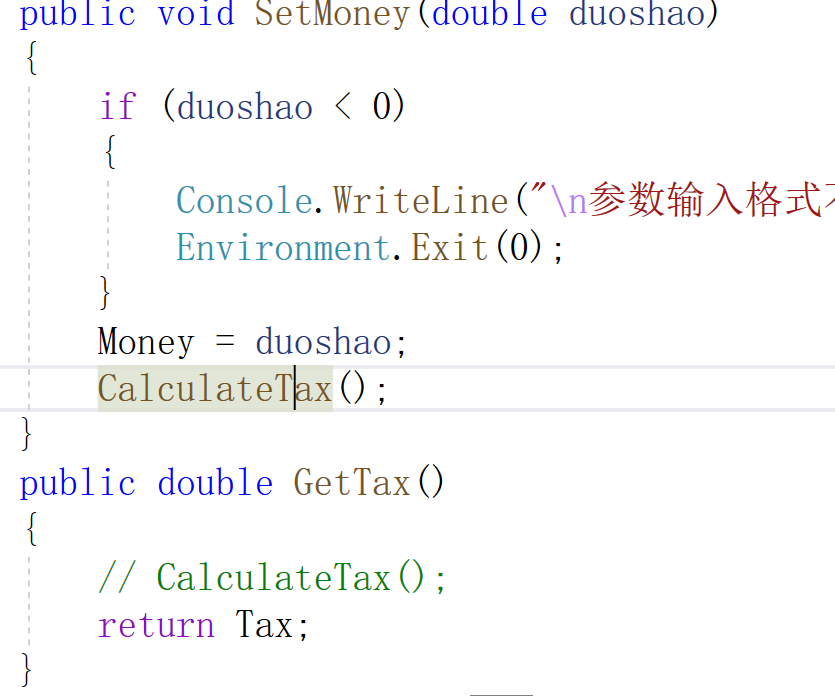 public void SetMoney(double duoshao)
{
if (duoshao < 0)
{
Console.WriteLine("\n参数输入格式不
Environment.Exit(0);
}
Money = duoshao;
CalculateTax();
}
public double GetTax()
{
// CalculateTax();
return Tax;
}